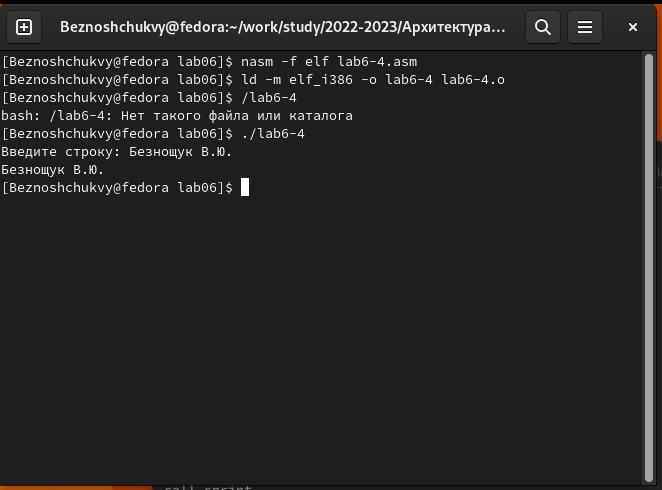 Beznoshchukvy@fedora:~/work/study/2022-2023/Архитектура...
[Beznoshchukvy@fedora lab06]$ nasm -f elf lab6-4.asm
[Beznoshchukvy@fedora lab06]$ ld -m elf_i386 -o lab6-4 lab6-4.o
[Beznoshchukvy@fedora lab06]$ /lab6-4
bash: /lab6-4: Нет такого файла или каталога
[Beznoshchukvy@fedora lab06]$ ./lab6-4
Введите строку: Безнощук В.Ю.
Безнощук В.Ю.
[Beznoshchukvy@fedora lab06]$
call sprint